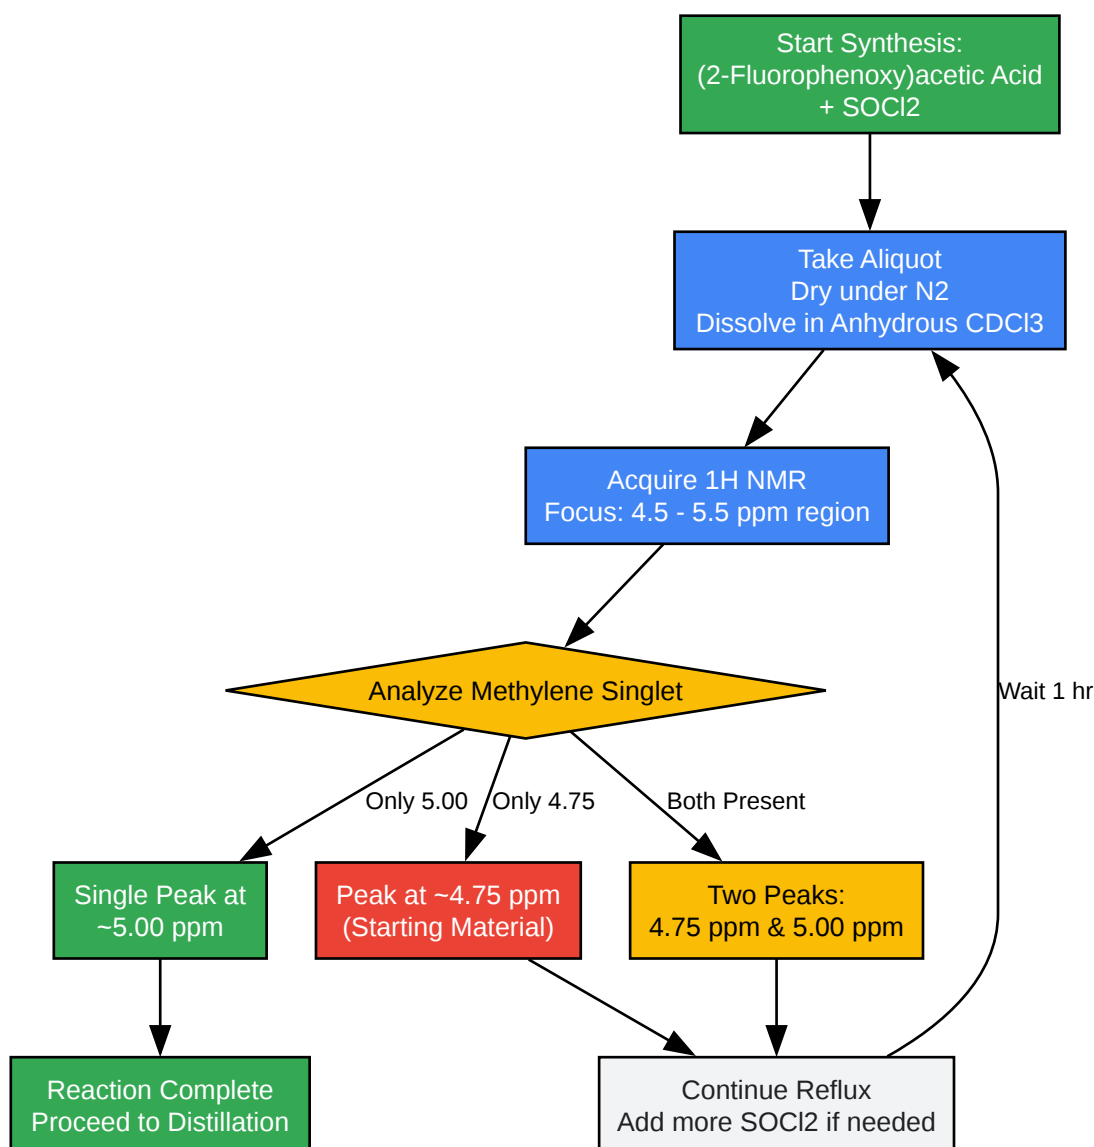 Start Synthesis:
(2-Fluorophenoxy)acetic Acid
+ SOCl2
Take Aliquot
Dry under N2
Dissolve in Anhydrous CDCl3
Acquire 1H NMR
Focus: 4.5 - 5.5 ppm region
Analyze Methylene Singlet
Wait 1 hr
Only 5.00
Only 4.75
Both Present
Single Peak at
~5.00 ppm
Peak at ~4.75 ppm
(Starting Material)
Two Peaks:
4.75 ppm & 5.00 ppm
Reaction Complete
Proceed to Distillation
Continue Reflux
Add more SOCl2 if needed